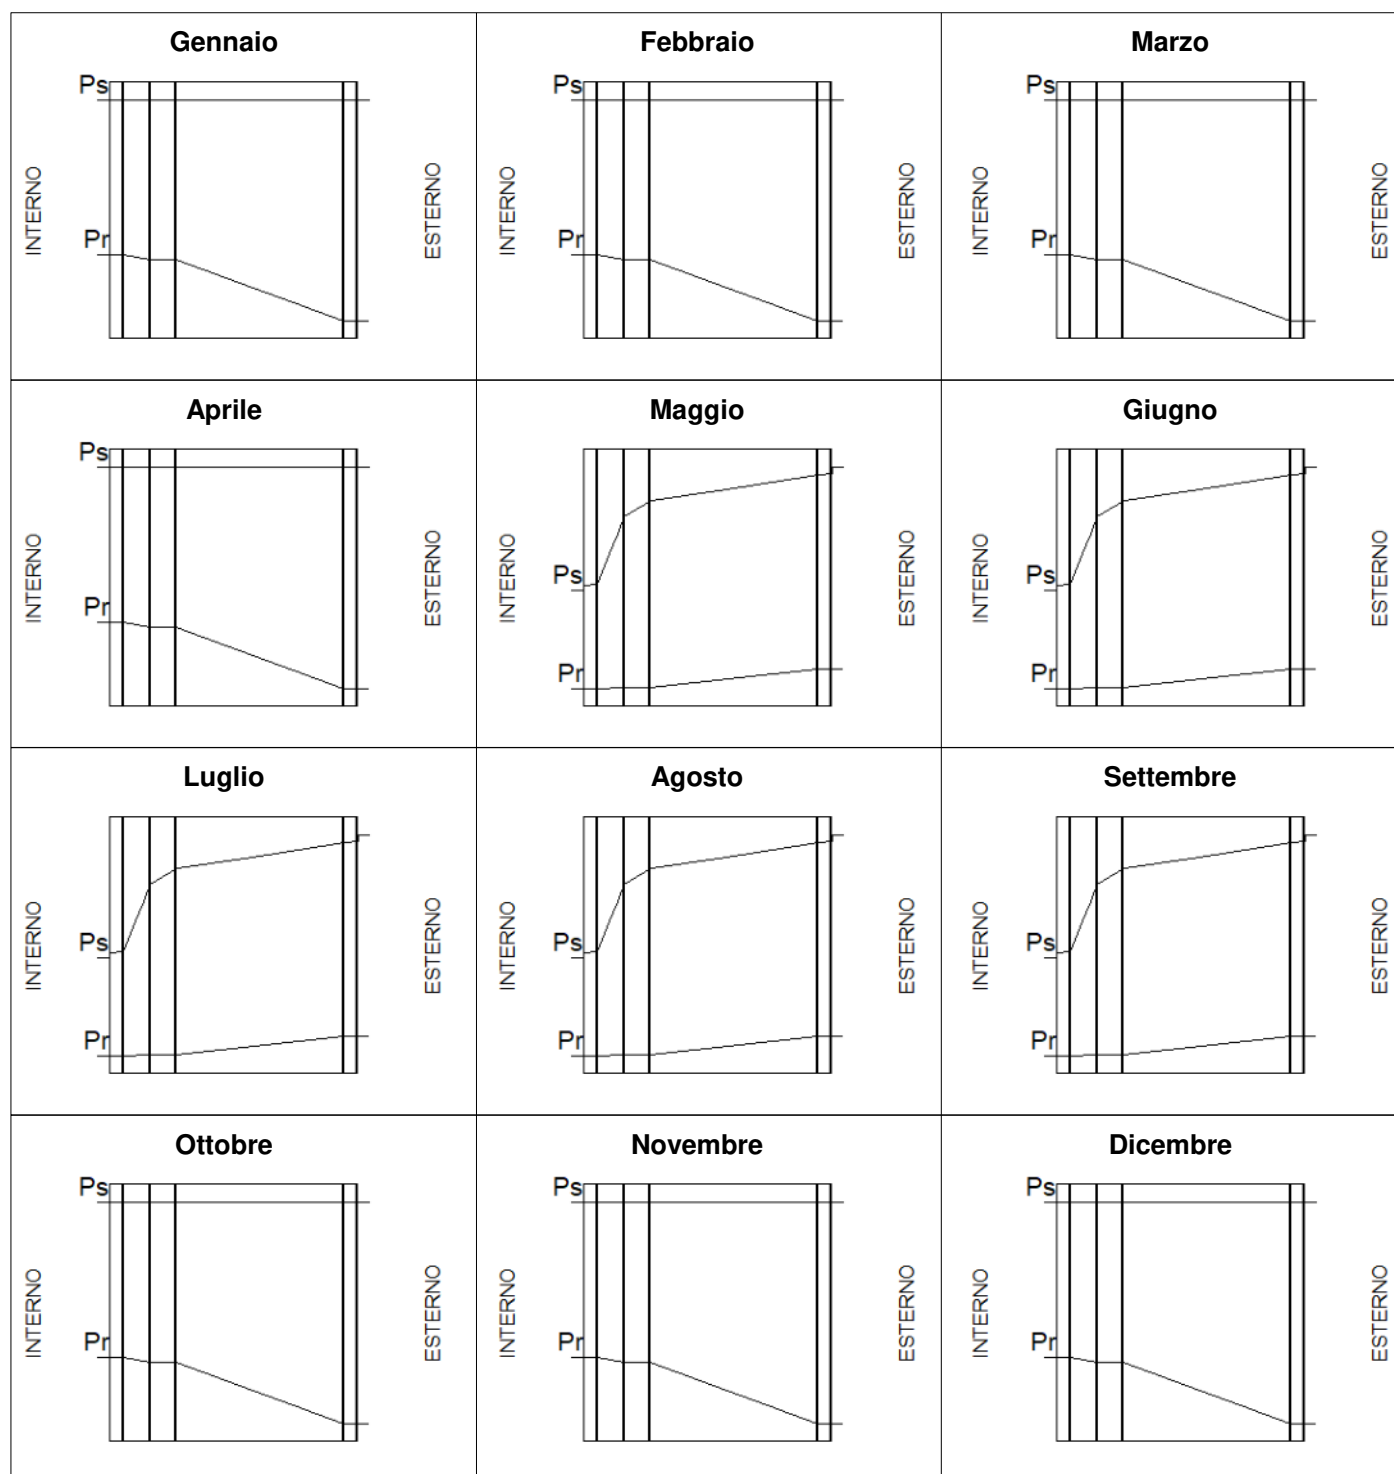 Gennaio
Ps
Pr
INTERNO
ESTERNO
Febbraio
Ps
Pr
INTERNO
ESTERNO
Marzo
Ps
Pr
INTERNO
ESTERNO
Aprile
Ps
Pr
INTERNO
ESTERNO
Maggio
Ps
Pr
INTERNO
ESTERNO
Giugno
Ps
Pr
INTERNO
ESTERNO
Luglio
Ps
Pr
INTERNO
ESTERNO
Agosto
Ps
Pr
INTERNO
ESTERNO
Settembre
Ps
Pr
INTERNO
ESTERNO
Ottobre
Ps
Pr
INTERNO
ESTERNO
Novembre
Ps
Pr
INTERNO
ESTERNO
Dicembre
Ps
Pr
INTERNO
ESTERNO